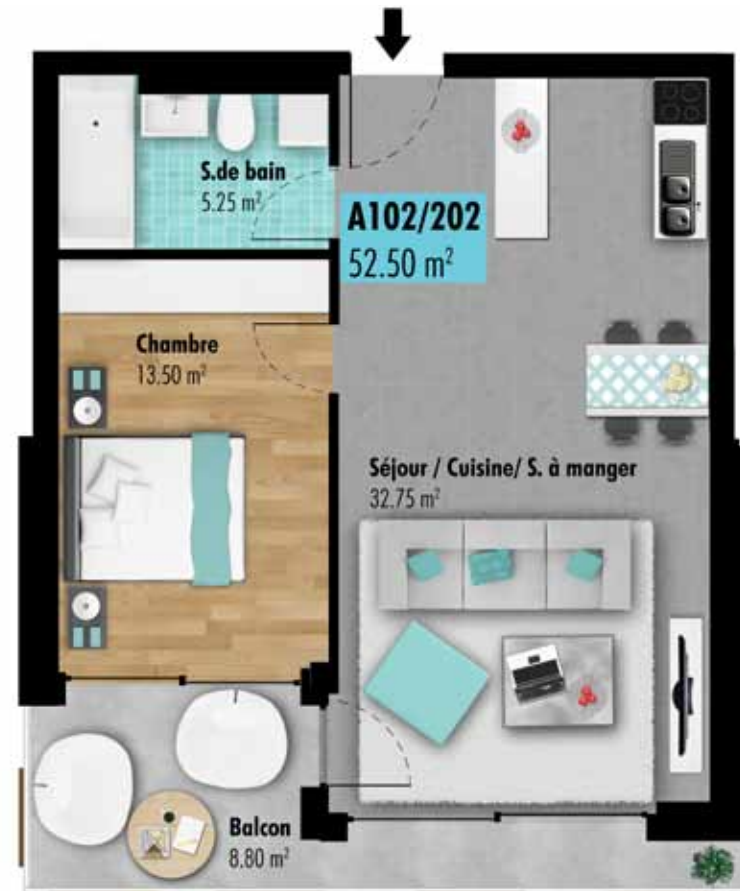 S.de bain
5.25 m²
A102/202
52.50 m²
Chambre
13.50 m²
Séjour / Cuisine/ S. à manger
32.75 m²
Balcon
8.80 m²